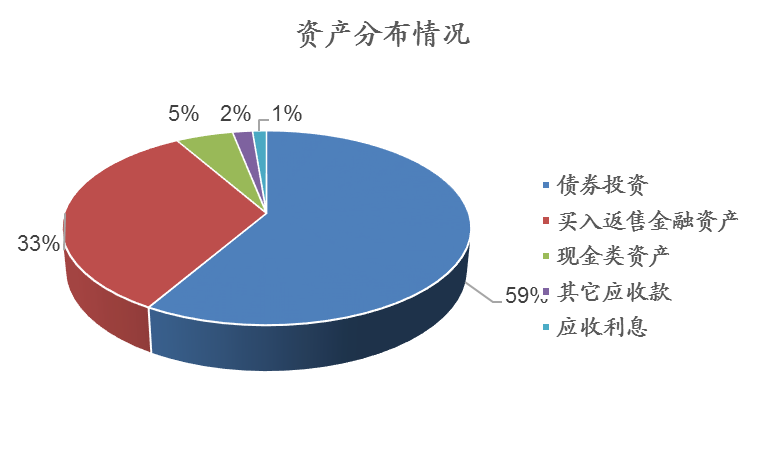 资产分布情况
5%
2%
1%
33%
59%
债券投资
买入返售金融资产
现金类资产
其它应收款
应收利息